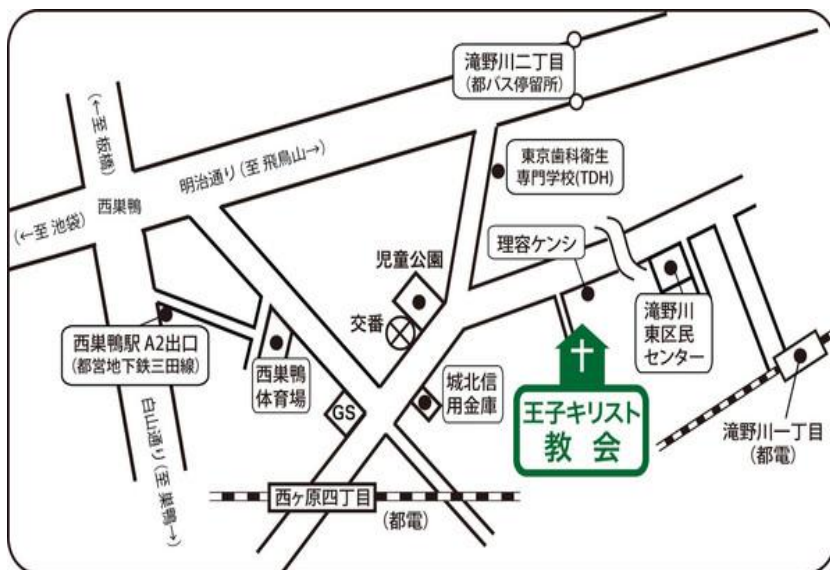 滝野川二丁目
(都バス停留所)
(←至 板橋)
明治通り(至 飛鳥山→)
東京歯科衛生
専門学校(TDH)
西巣鴨
(←至 池袋)
理容ケンシ
児童公園
交番
滝野川
東区民
センター
西巣鴨駅 A2出口
(都営地下鉄三田線)
西巣鴨
体育場
城北信
用金庫
GS
王子キリスト
教会
滝野川一丁目
(都電)
白山通り(至 巣鴨→)
西ヶ原四丁目
(都電)